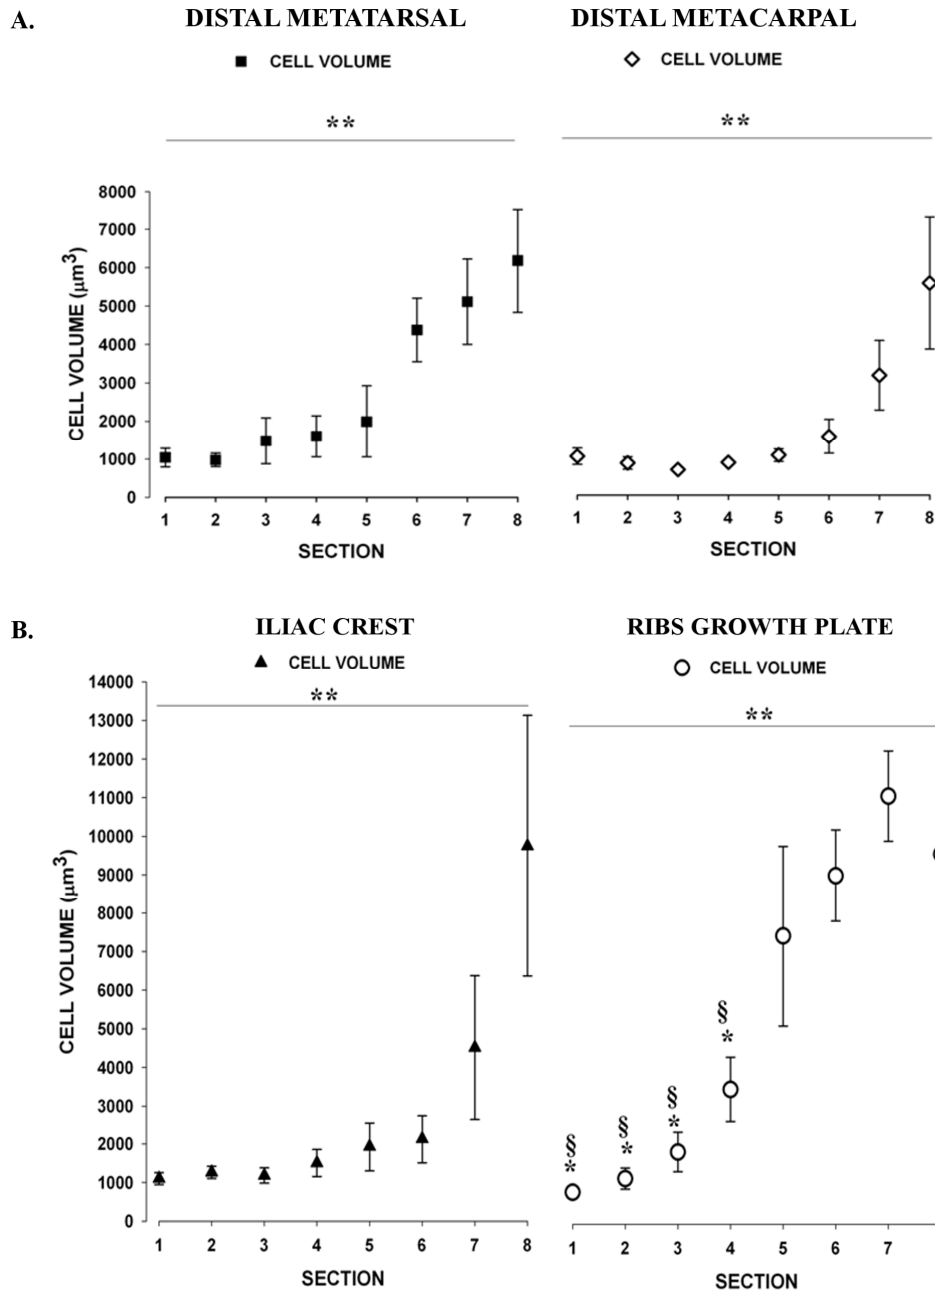 A.
DISTAL METATARSAL
DISTAL METACARPAL
CELL VOLUME
CELL VOLUME
**
**
8000
7000
6000
5000
4000
3000
2000
1000
0
CELL VOLUME (μm³)
1 2 3 4 5 6 7 8
SECTION
1 2 3 4 5 6 7 8
SECTION
B.
ILIAC CREST
RIBS GROWTH PLATE
CELL VOLUME
CELL VOLUME
**
**
14000
13000
12000
11000
10000
9000
8000
7000
6000
5000
4000
3000
2000
1000
0
CELL VOLUME (μm³)
§
*
§
*
§
*
§
*
1 2 3 4 5 6 7 8
SECTION
1 2 3 4 5 6 7
SECTION